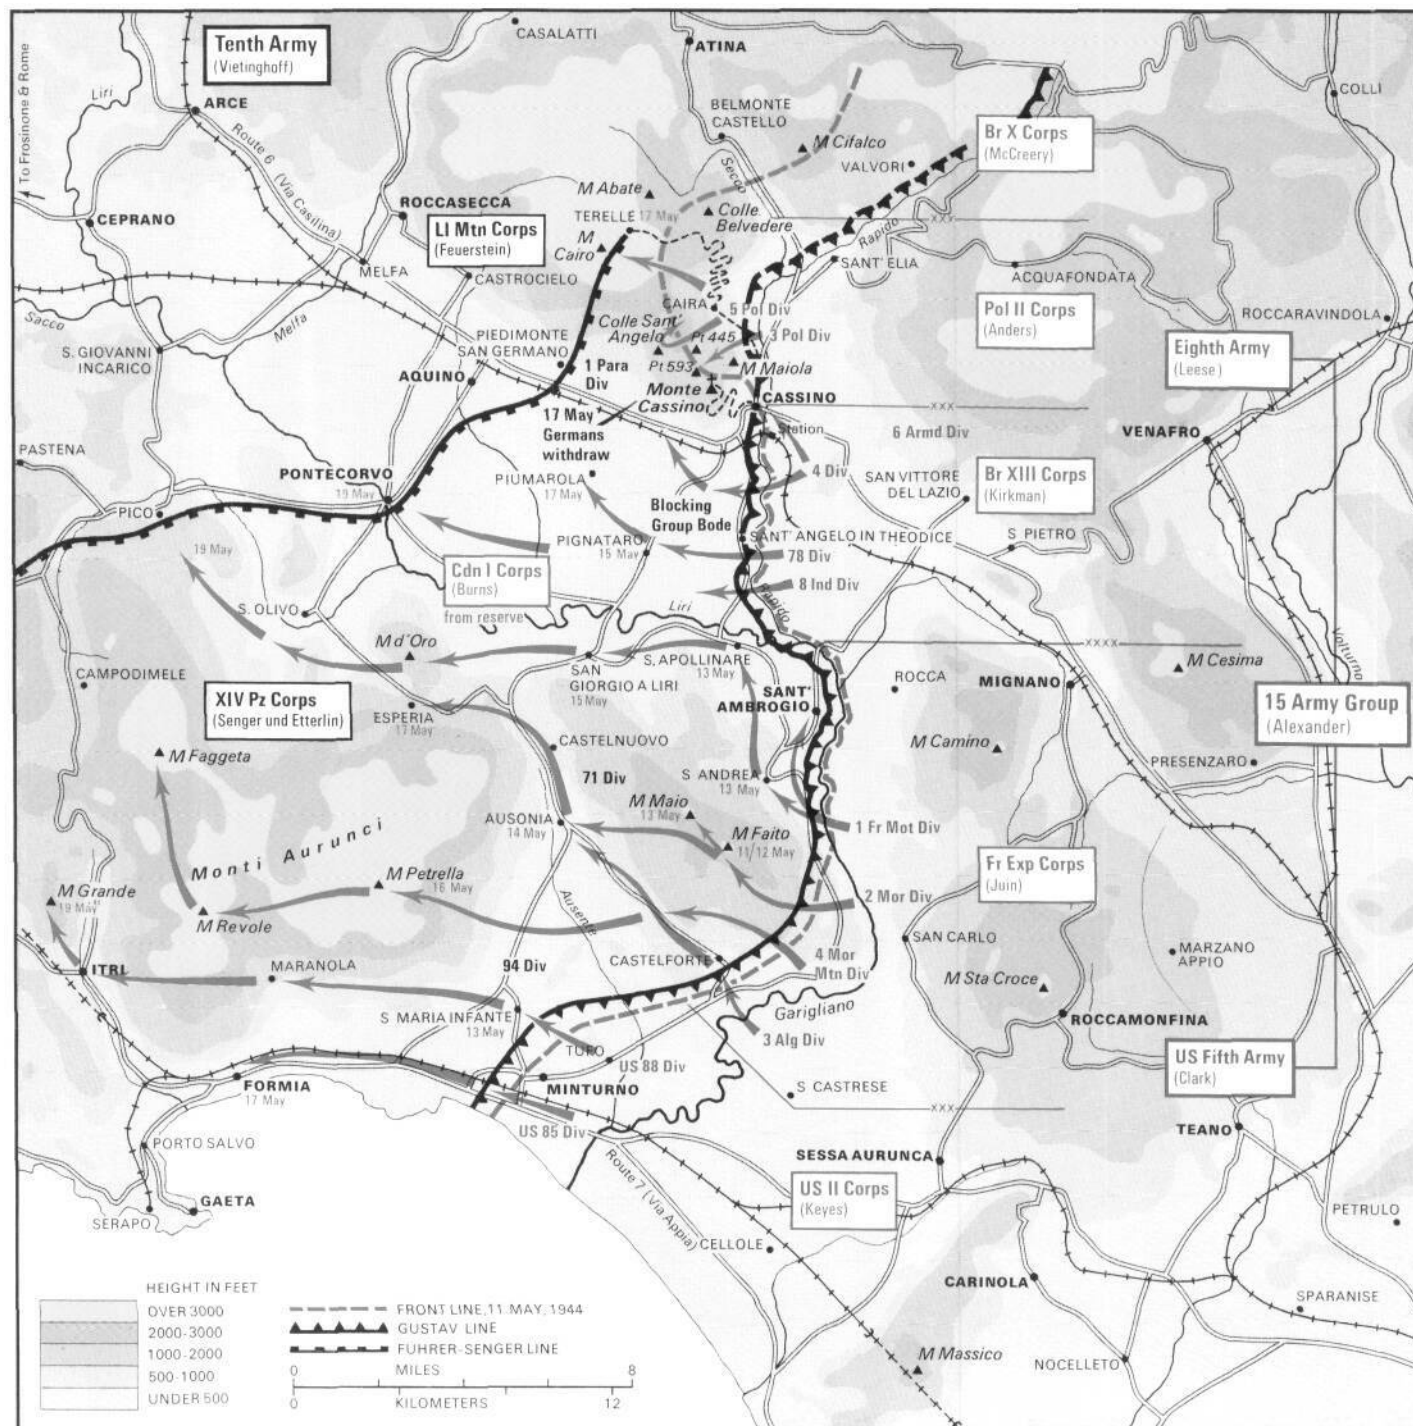 Tenth Army
(Vietinghoff)
CASALATTI
ATINA
To Frosinone & Rome
Liri
ARCE
Route 6
(Via Casilina)
BELMONTE
CASTELLO
M Cifalco
VALVORI
Br X Corps
(McCreery)
COLLI
Secco
M Abate
ROCCASECCA
CEPRANO
LI Mtn Corps
(Feuerstein)
TERELLE 17 May
Colle
Belvedere
M
Cairo
Rapido
SANT' ELIA
ACQUAFONDATA
MELFA
CASTROCIELO
CAIRA
5 Pol Div
Pol II Corps
(Anders)
ROCCARAVINDOLA
Sacco
Melfa
PIEDIMONTE
SAN GERMANO
Colle Sant'
Angelo
Pt 445
3 Pol Div
S. GIOVANNI
INCARICO
AQUINO
1 Para
Div
Pt 593
M Maiola
Eighth Army
(Leese)
Monte
Cassino
CASSINO
XXX
17 May
Germans
withdraw
Station
6 Armd Div
VENAFRO
PASTENA
PONTECORVO
19 May
PIUMAROLA
17 May
4 Div
SAN VITTORE
DEL LAZIO
Br XIII Corps
(Kirkman)
PICO
Blocking
Group Bode
SANT' ANGELO IN THEODICE
S PIETRO
19 May
PIGNATARO
15 May
78 Div
Cdn I Corps
(Burns)
from reserve
8 Ind Div
Rapido
S. OLIVO
Liri
M d'Oro
S. APOLLINARE
13 May
XXXX
Volturno
CAMPODIMELE
SAN
GIORGIO A LIRI
15 May
ROCCA
MIGNANO
M Cesima
SANT'
AMBROGIO
XIV Pz Corps
(Senger und Etterlin)
ESPERIA
17 May
15 Army Group
(Alexander)
M Faggeta
CASTELNUOVO
M Camino
71 Div
S ANDREA
13 May
PRESENZARO
M Maio
13 May
AUSONIA
14 May
1 Fr Mot Div
M Faito
11/12 May
Monti Aurunci
M Petrella
16 May
Fr Exp Corps
(Juin)
M Grande
19 May
2 Mor Div
M Revole
Ausente
SAN CARLO
MARZANO
APPIO
ITRI
MARANOLA
94 Div
CASTELFORTE
4 Mor
Mtn Div
M Sta Croce
S MARIA INFANTE
13 May
Garigliano
ROCCAMONFINA
3 Alg Div
TUFO
US 88 Div
US Fifth Army
(Clark)
FORMIA
17 May
MINTURNO
S CASTRESE
XXX
US 85 Div
TEANO
PORTO SALVO
Route 7 (Via Appia)
SESSA AURUNCA
GAETA
SERAPO
US II Corps
(Keyes)
PETRULO
CELLOLE
CARINOLA
SPARANISE
M Massico
NOCELLETO
HEIGHT IN FEET
OVER 3000
2000-3000
1000-2000
500-1000
UNDER 500
FRONT LINE, 11 MAY, 1944
GUSTAV LINE
FUHRER-SENGER LINE
0 MILES 8
0 KILOMETERS 12